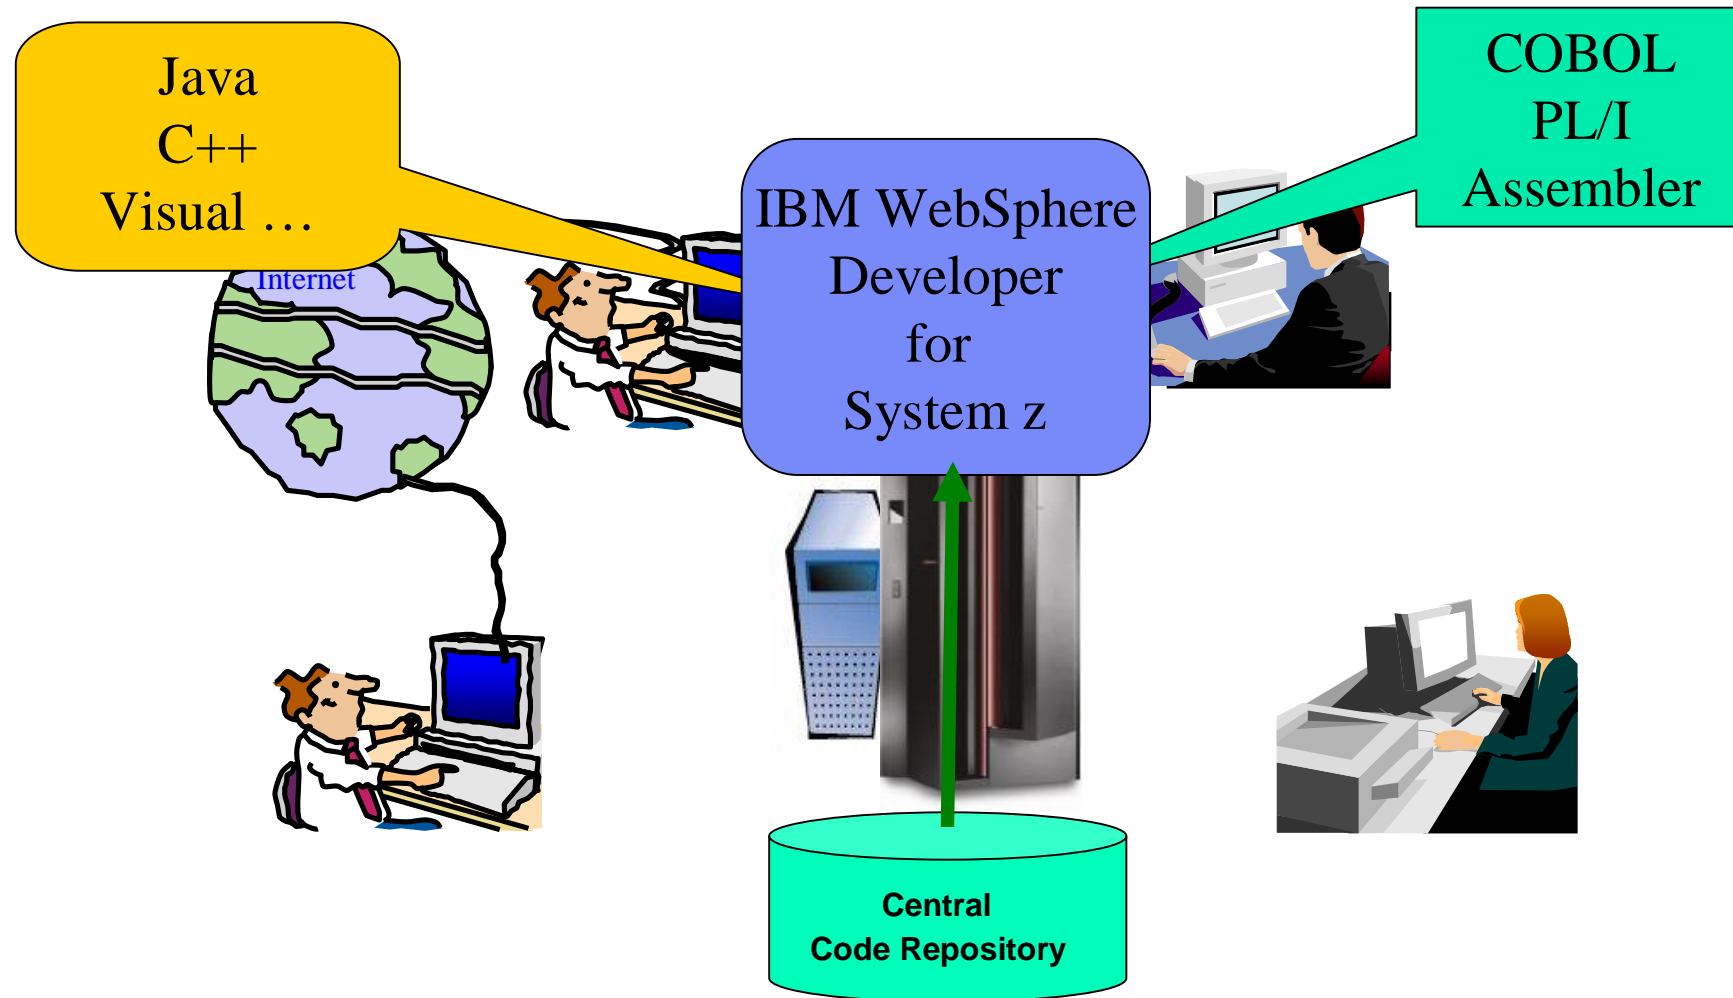 Java
C++
Visual …
Internet
IBM WebSphere
Developer
for
System z
COBOL
PL/I
Assembler
Central
Code Repository